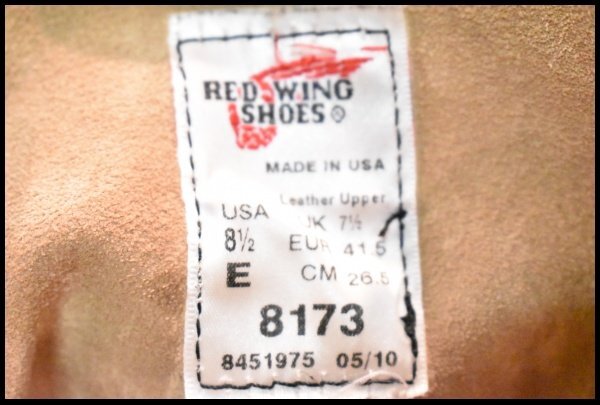 RED WING
SHOES
MADE IN USA
Leather Upper
USA UK 7½
8½ EUR 41.5
E CM 26.5
8173
8451975 05/10